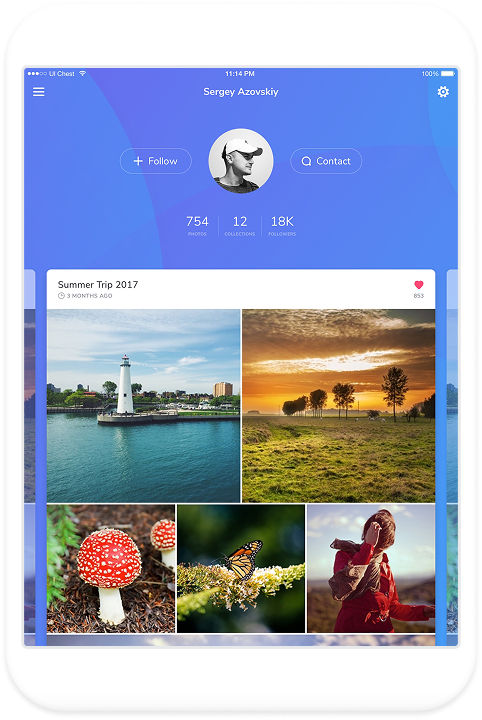 UI Chest 11:14 PM 100%
Sergey Azovskiy
Follow Contact
754 12 18K
PHOTOS COLLECTIONS FOLLOWERS
Summer Trip 2017
3 MONTHS AGO 853